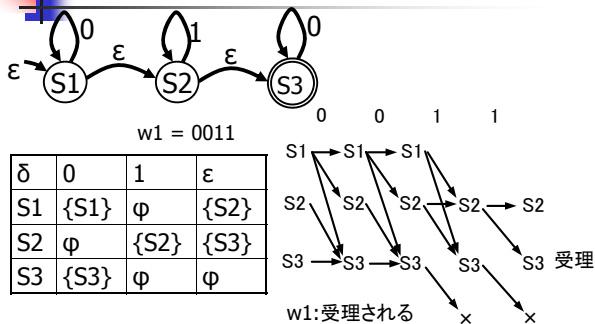 0 1 0
ε S1 ε S2 ε S3
w1 = 0011
δ 0 1 ε
S1 {S1} φ {S2}
S2 φ {S2} {S3}
S3 {S3} φ φ
0 0 1 1
S1 S1 S1
S2 S2 S2 S2 S2
S3 S3 S3 S3 S3 受理
× ×
w1:受理される